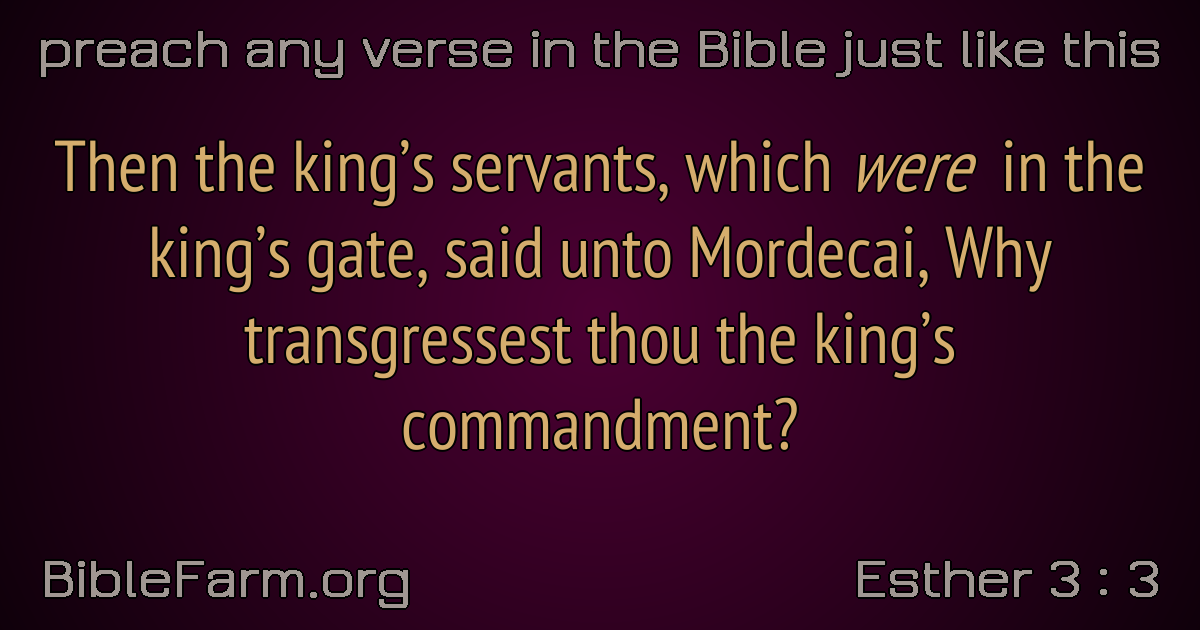 preach any verse in the Bible just like this
Then the king’s servants, which were in the
king’s gate, said unto Mordecai, Why
transgressest thou the king’s
commandment?
BibleFarm.org
Esther 3 : 3